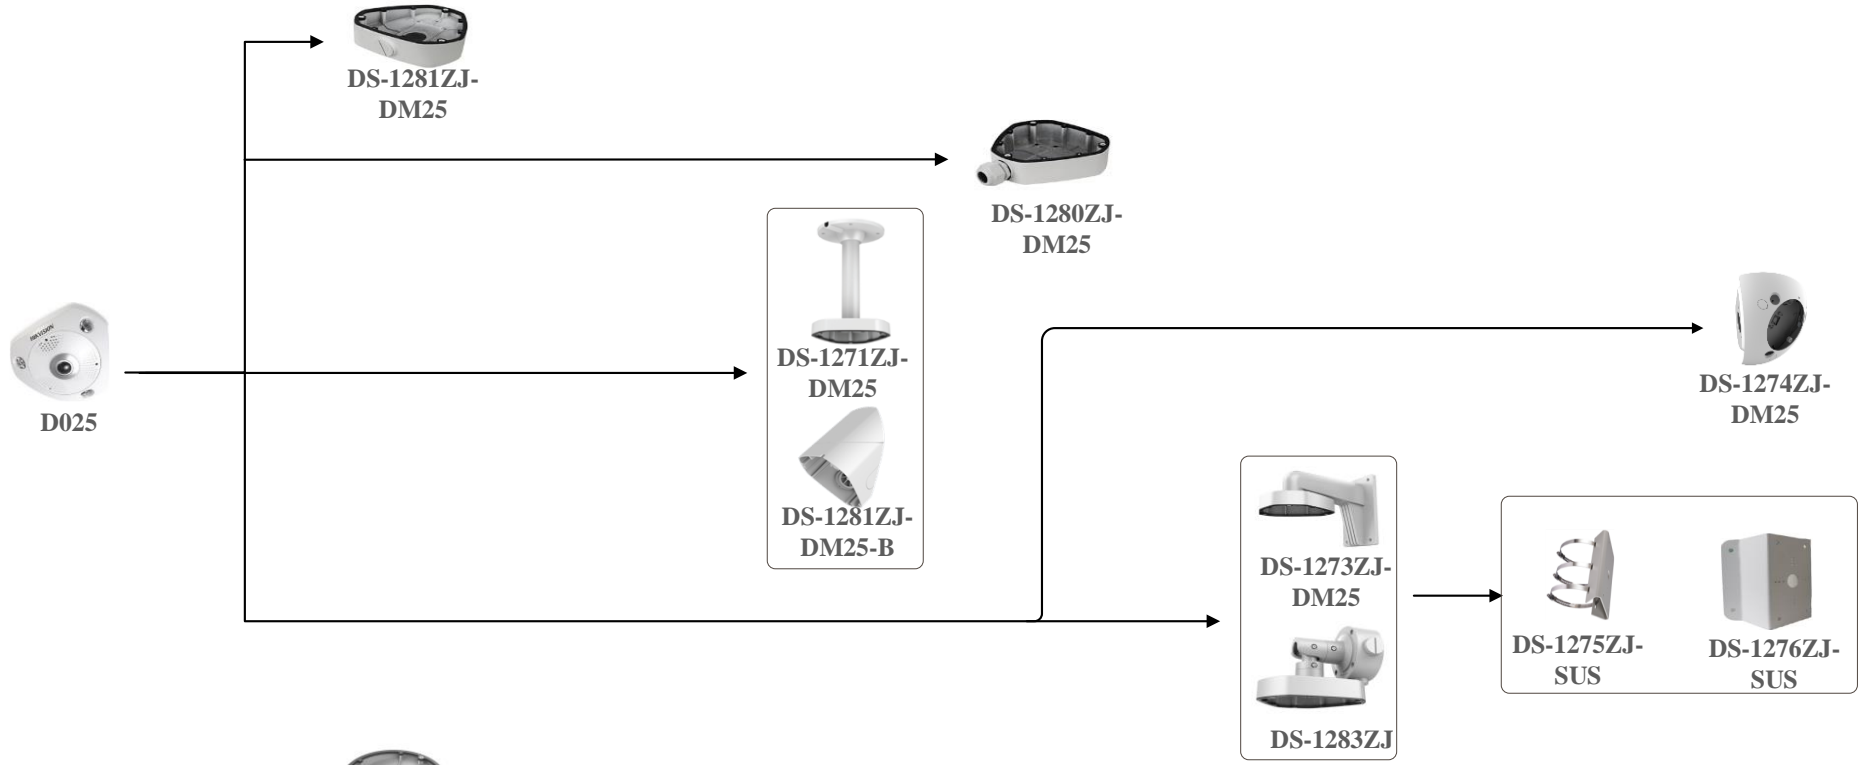 DS-1281ZJ-
DM25
DS-1280ZJ-
DM25
HIKVISION
D025
DS-1271ZJ-
DM25
DS-1281ZJ-
DM25-B
DS-1274ZJ-
DM25
DS-1273ZJ-
DM25
DS-1283ZJ
DS-1275ZJ-
SUS
DS-1276ZJ-
SUS